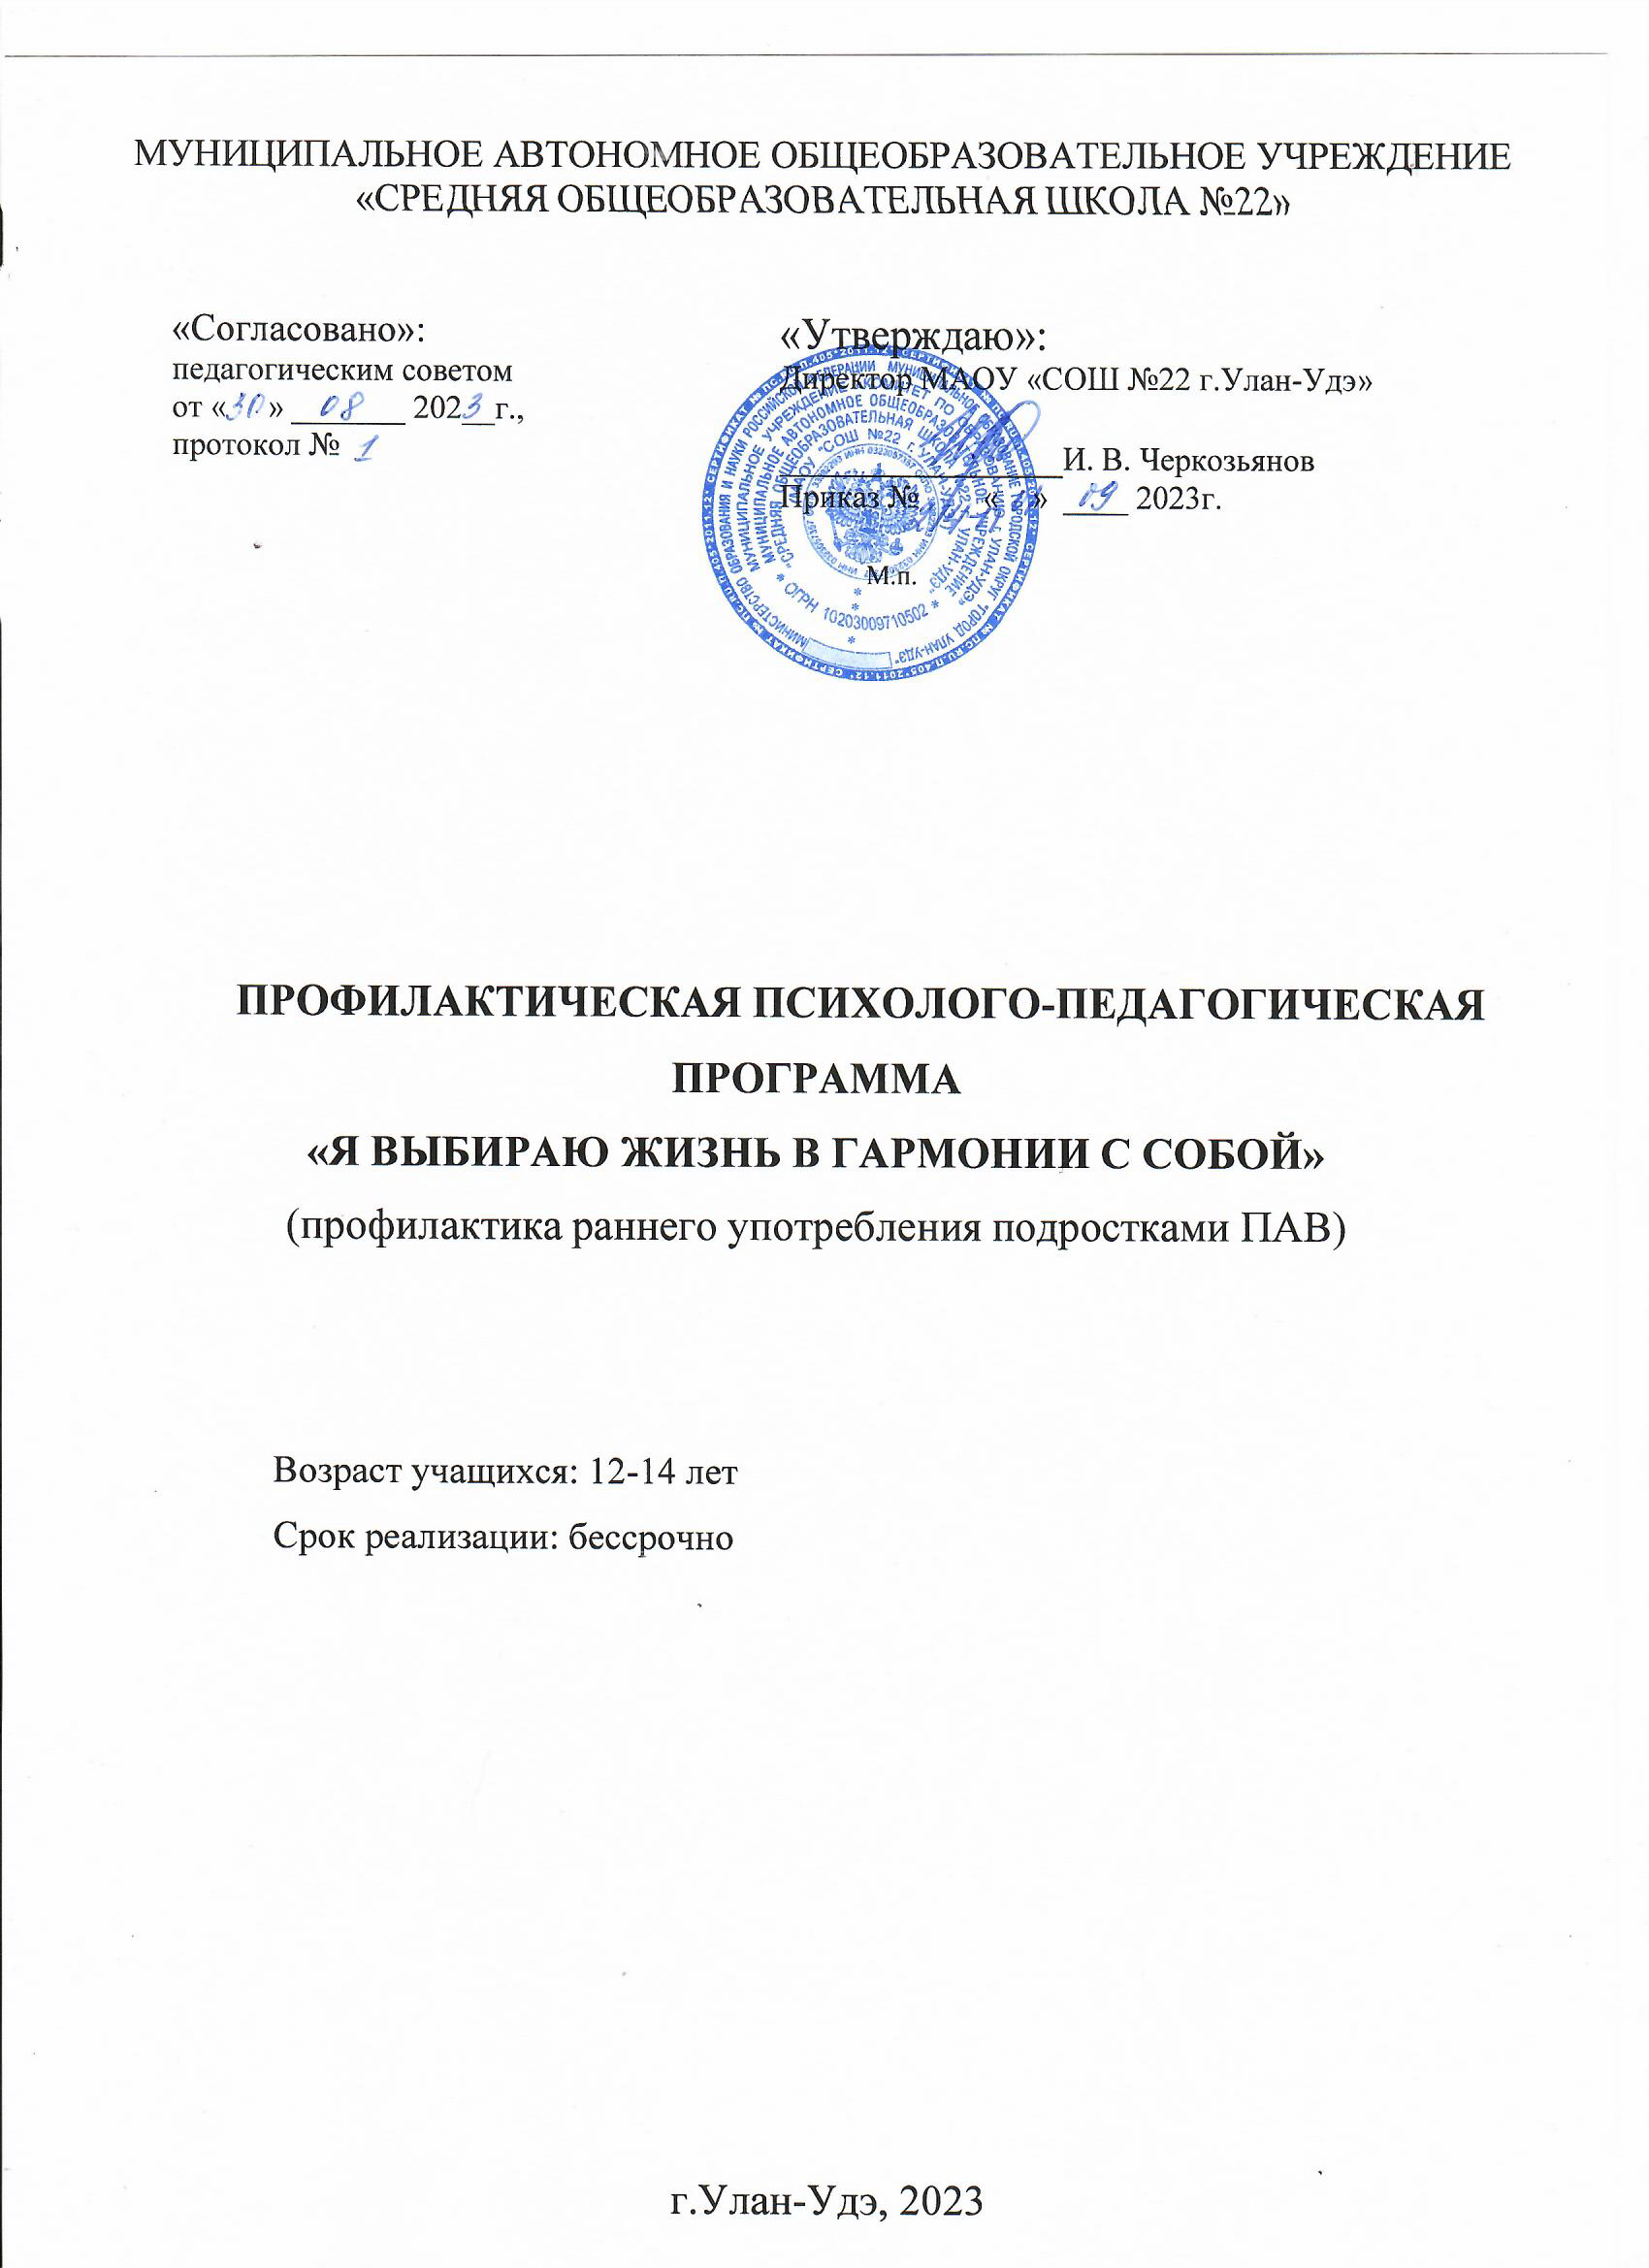 МУНИЦИПАЛЬНОЕ АВТОНОМНОЕ ОБЩЕОБРАЗОВАТЕЛЬНОЕ УЧРЕЖДЕНИЕ
«СРЕДНЯЯ ОБЩЕОБРАЗОВАТЕЛЬНАЯ ШКОЛА №22»
«Согласовано»:
педагогическим советом
от «30» 08 2023 г.,
протокол № 1
«Утверждаю»:
Директор МАОУ «СОШ №22 г.Улан-Удэ»
И. В. Черкозьянов
Приказ № « » 09 2023г.
М.п.
ОГРН 10203009710502
ПРОФИЛАКТИЧЕСКАЯ ПСИХОЛОГО-ПЕДАГОГИЧЕСКАЯ
ПРОГРАММА
«Я ВЫБИРАЮ ЖИЗНЬ В ГАРМОНИИ С СОБОЙ»
(профилактика раннего употребления подростками ПАВ)
Возраст учащихся: 12-14 лет
Срок реализации: бессрочно
г.Улан-Удэ, 2023